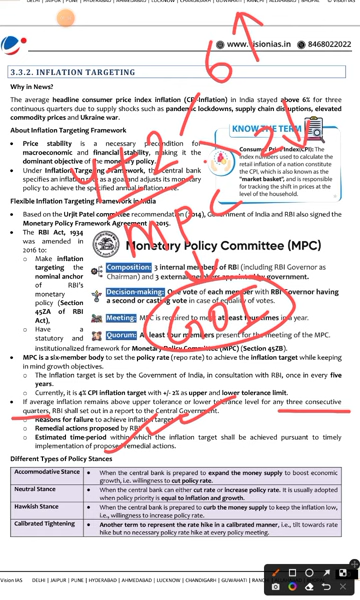 DELHI | JAIPUR | PUNE | HYDERABAD | AHMEDABAD | LUCKNOW | CHANDIGARH | GUWAHATI | RANCHI | ALLAHABAD | BHOPAL © Vision IAS
www.visionias.in 8468022022
3.3.2. INFLATION TARGETING
Why in News?
The average headline consumer price index inflation (CPI-Inflation) in India stayed above 6% for three
continuous quarters due to supply shocks such as pandemic lockdowns, supply chain disruptions, elevated
commodity prices and Ukraine war.
About Inflation Targeting Framework
• Price stability is a necessary precondition for
macroeconomic and financial stability, making it the
dominant objective of the monetary policy.
• Under Inflation Targeting Framework, the central bank
specifies an inflation rate as a goal and adjusts its monetary
policy to achieve the specified annual inflation rate.
KNOW THE TERM
Consumer Price Index(CPI): The
index numbers used to calculate the
retail inflation of a nation constitute
the CPI, which is also known as the
"market basket", and is responsible
for tracking the shift in prices at the
level of consumer.
Flexible Inflation Targeting Framework in India
• Based on the Urjit Patel committee recommendation (2014), Government of India and RBI also signed the
Monetary Policy Framework Agreement in 2015.
• The RBI Act, 1934
was amended in
2016 to:
o Make inflation
targeting the
nominal anchor
of RBI's
monetary
policy (Section
45ZA of RBI
Act),
o Have a
statutory and
institutionalized framework for Monetary Policy Committee (MPC) (Section 45ZB).
Monetary Policy Committee (MPC)
Composition: 3 internal members of RBI (including RBI Governor as
Chairman) and 3 external members appointed by government.
Decision-making: One vote of each member with RBI Governor having
a second or casting vote in case of equality of votes.
Meeting: MPC is required to meet at least four times in a year.
Quorum: At least four members present for the meeting of the MPC.
• MPC is a six-member body to set the policy rate (repo rate) to achieve the inflation target while keeping
in mind growth objectives.
o The inflation target is set by the Government of India, in consultation with RBI, once in every five
years.
o Currently, it is 4% CPI inflation target with +/- 2% as upper and lower tolerance limit.
• If average inflation remains above upper tolerance or lower tolerance level for any three consecutive
quarters, RBI shall set out in a report to the Central Government.
o Reasons for failure to achieve inflation target
o Remedial actions proposed by RBI
o Estimated time-period within which the inflation target shall be achieved pursuant to timely
implementation of proposed remedial actions.
Different Types of Policy Stances
Accommodative Stance • When the central bank is prepared to expand the money supply to boost economic
growth, i.e. willingness to cut policy rate.
Neutral Stance • When the central bank can either cut rate or increase policy rate. It is usually adopted
when policy priority is equal to inflation and growth.
Hawkish Stance • When the central bank is prepared to curb the money supply to keep the inflation low,
i.e., willingness to increase policy rate.
Calibrated Tightening • Another term to represent the rate hike in a calibrated manner, i.e., tilt towards rate
hike but no necessary policy rate hike at every policy meeting.
6
4±2
2
MPC
Govt
Vision IAS DELHI | JAIPUR | PUNE | HYDERABAD | AHMEDABAD | LUCKNOW | CHANDIGARH | GUWAHATI | RANCHI